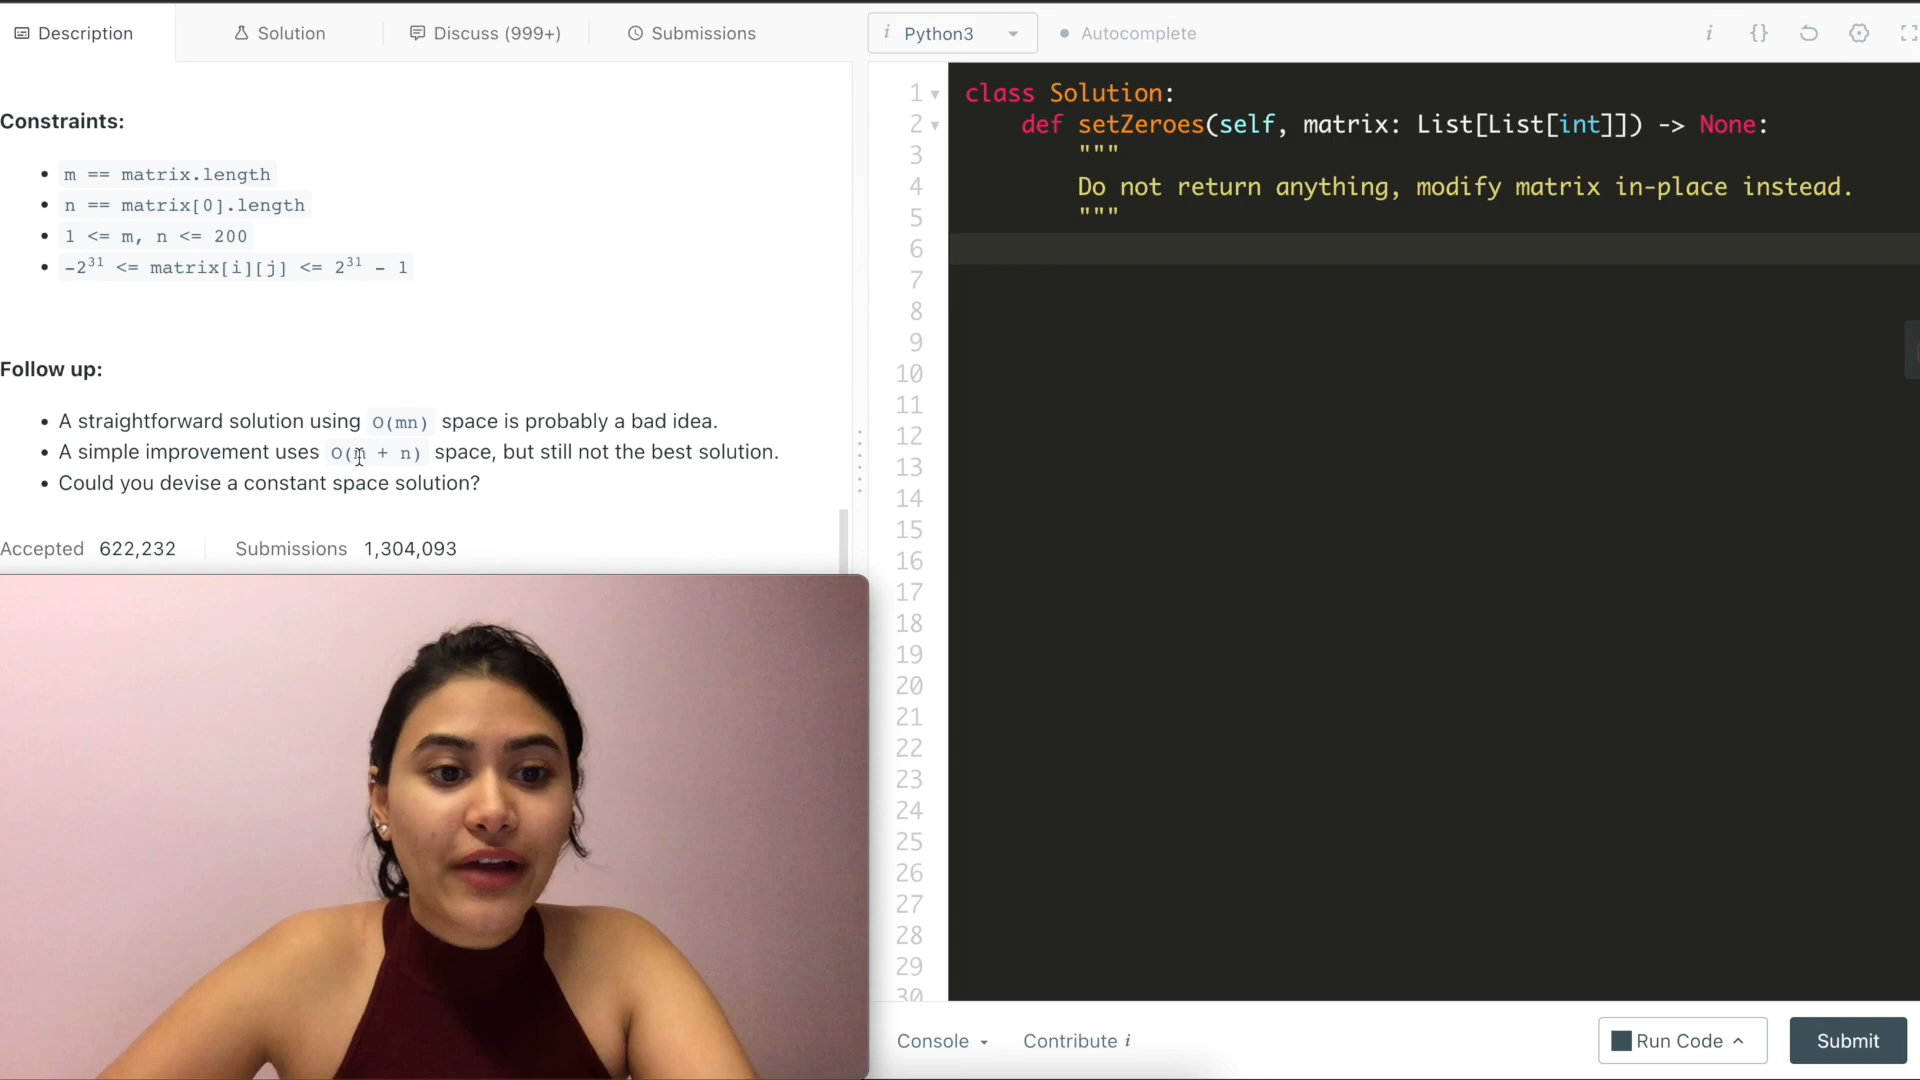 Description
Solution
Discuss (999+)
Submissions
i Python3
Autocomplete
i {}
Constraints:
m == matrix.length
n == matrix[0].length
1 <= m, n <= 200
-2³¹ <= matrix[i][j] <= 2³¹ - 1
Follow up:
A straightforward solution using O(mn) space is probably a bad idea.
A simple improvement uses O(m + n) space, but still not the best solution.
Could you devise a constant space solution?
Accepted 622,232 Submissions 1,304,093
1 class Solution:
2 def setZeroes(self, matrix: List[List[int]]) -> None:
3 """
4 Do not return anything, modify matrix in-place instead.
5 """
6
7
8
9
10
11
12
13
14
15
16
17
18
19
20
21
22
23
24
25
26
27
28
29
30
Console
Contribute i
Run Code
Submit